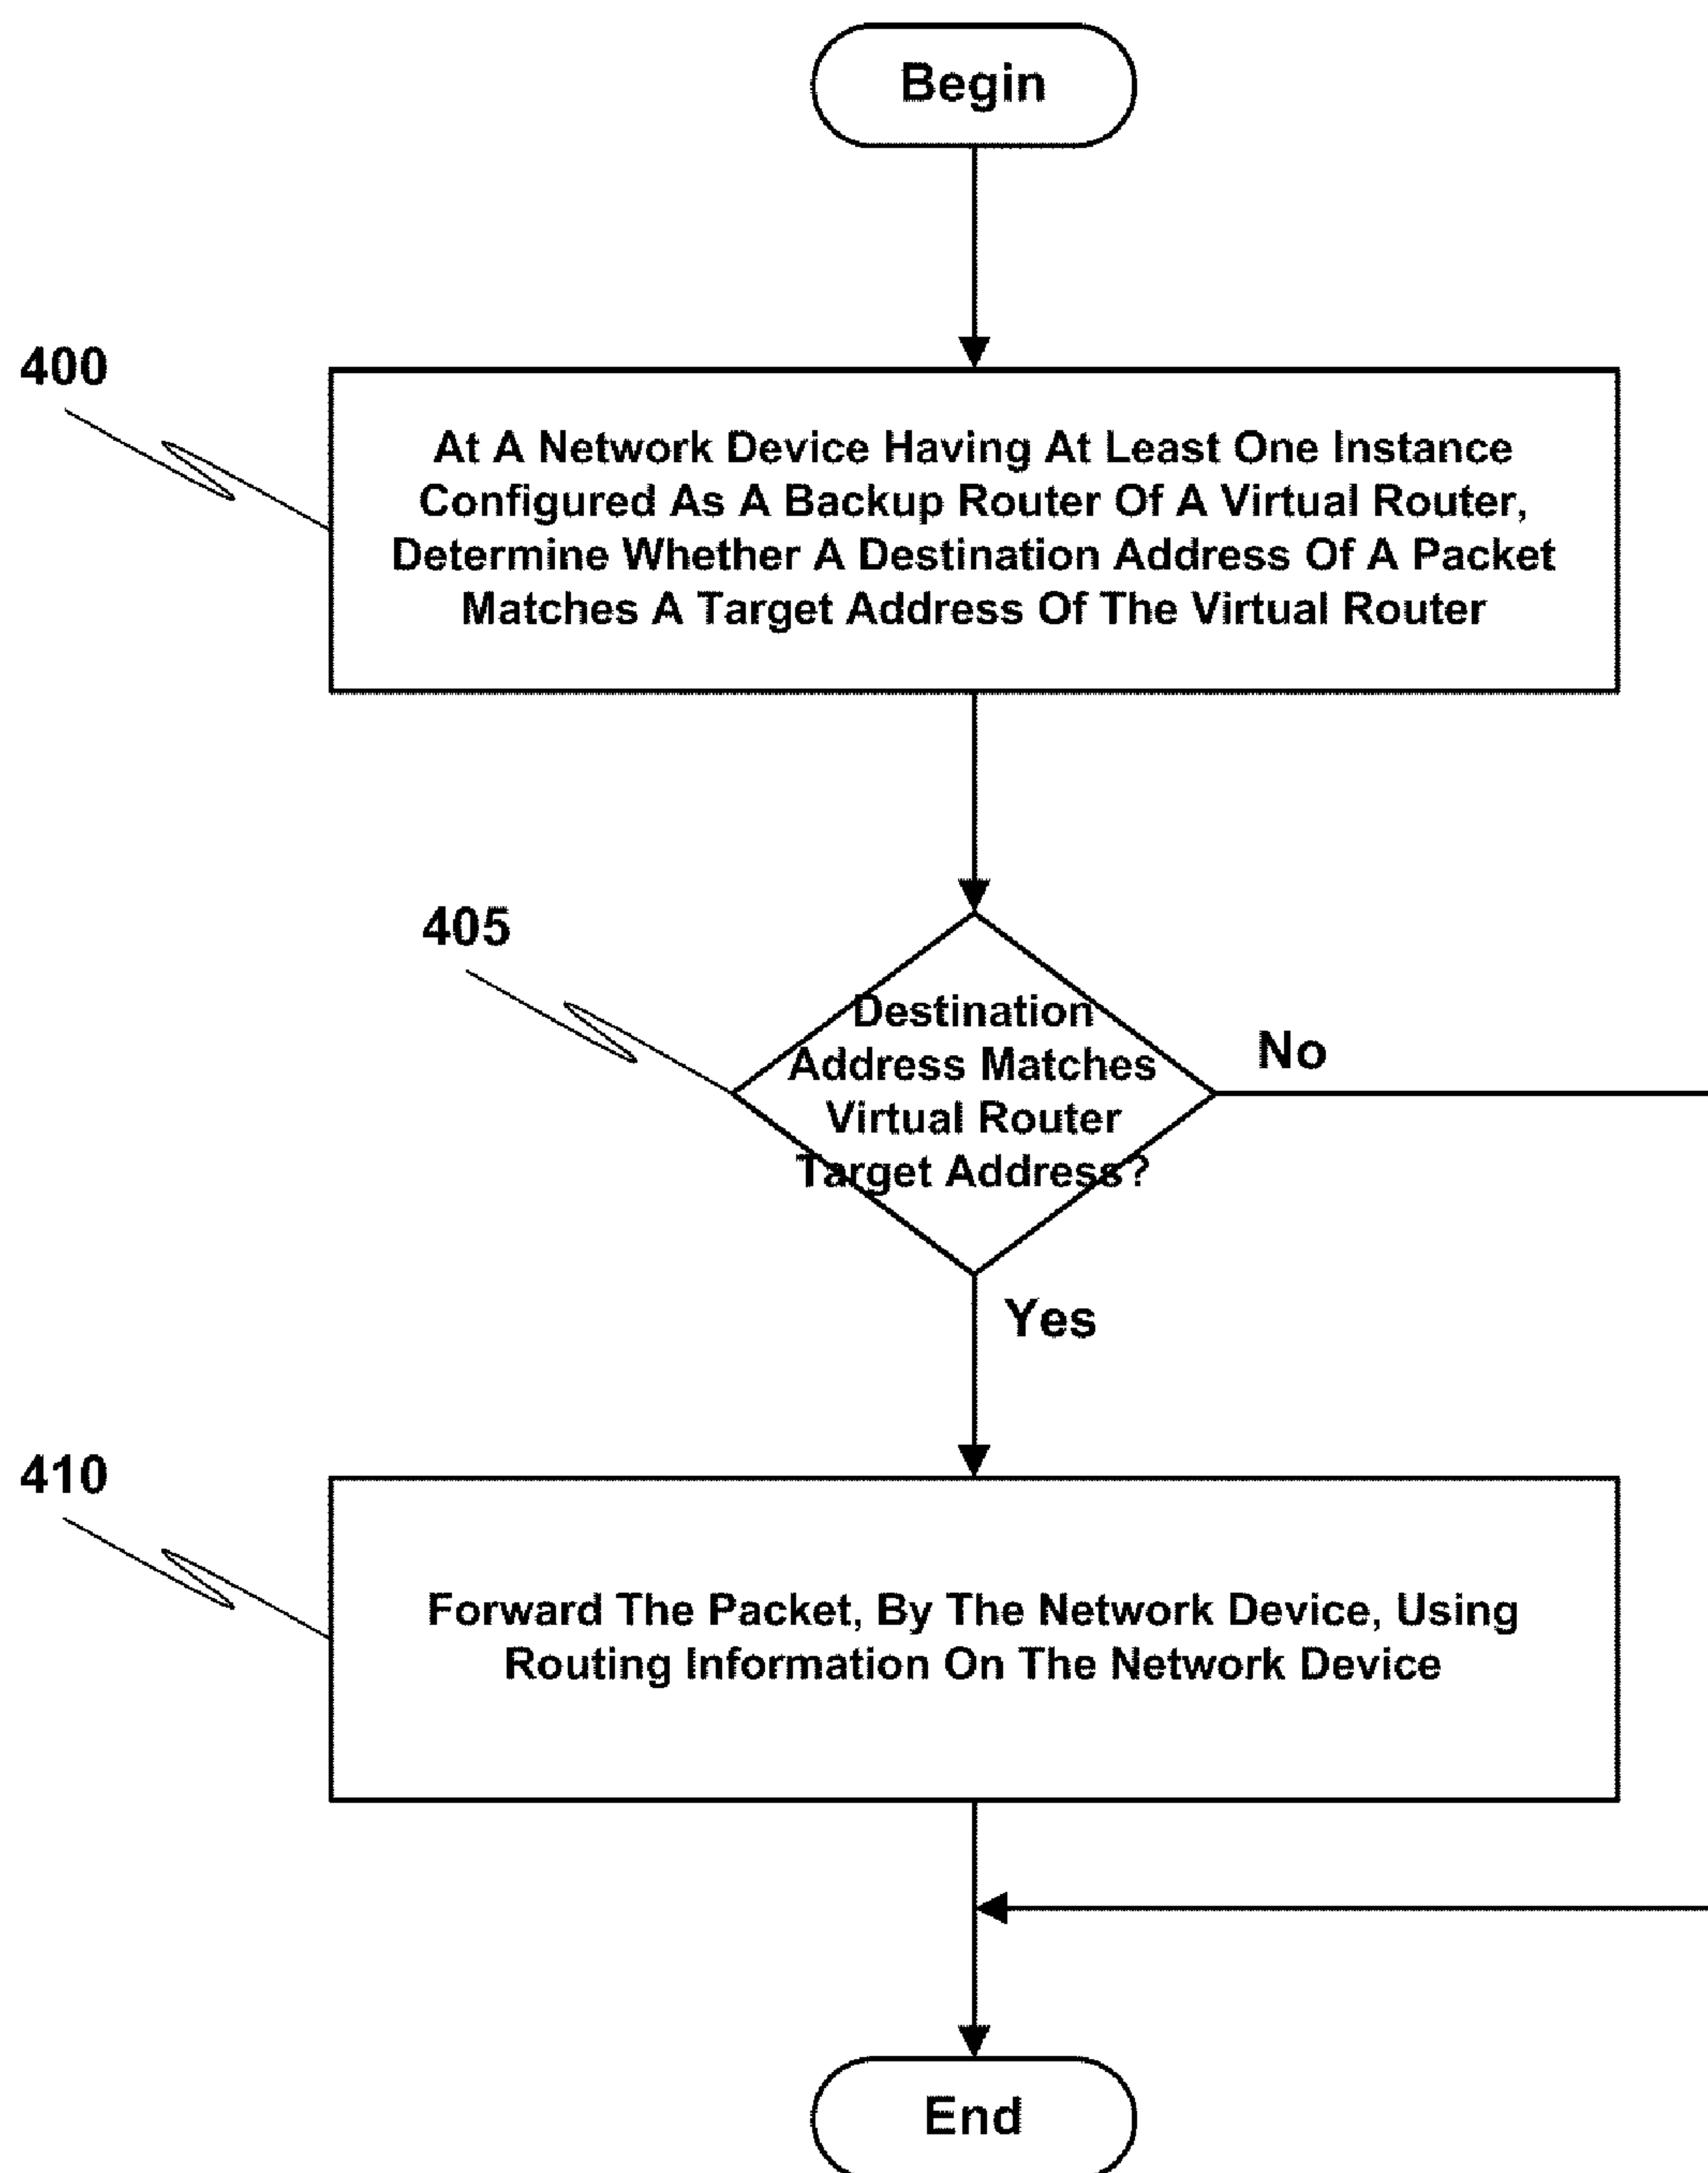 Begin
400
At A Network Device Having At Least One Instance
Configured As A Backup Router Of A Virtual Router,
Determine Whether A Destination Address Of A Packet
Matches A Target Address Of The Virtual Router
405
Destination
Address Matches
Virtual Router
Target Address?
No
Yes
410
Forward The Packet, By The Network Device, Using
Routing Information On The Network Device
End